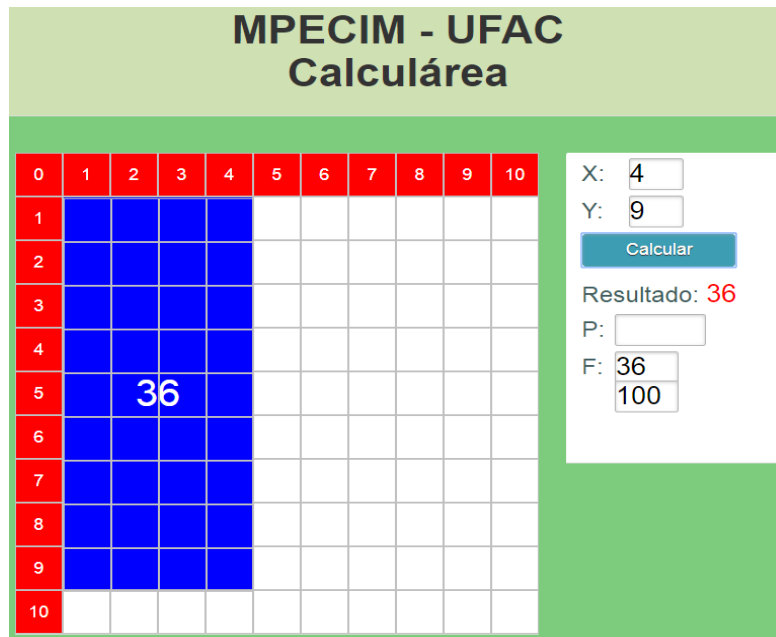 MPECIM - UFAC
Calculárea
0 1 2 3 4 5 6 7 8 9 10
1
2
3
4
5
36
6
7
8
9
10
X: 4
Y: 9
Calcular
Resultado: 36
P:
F: 36
100